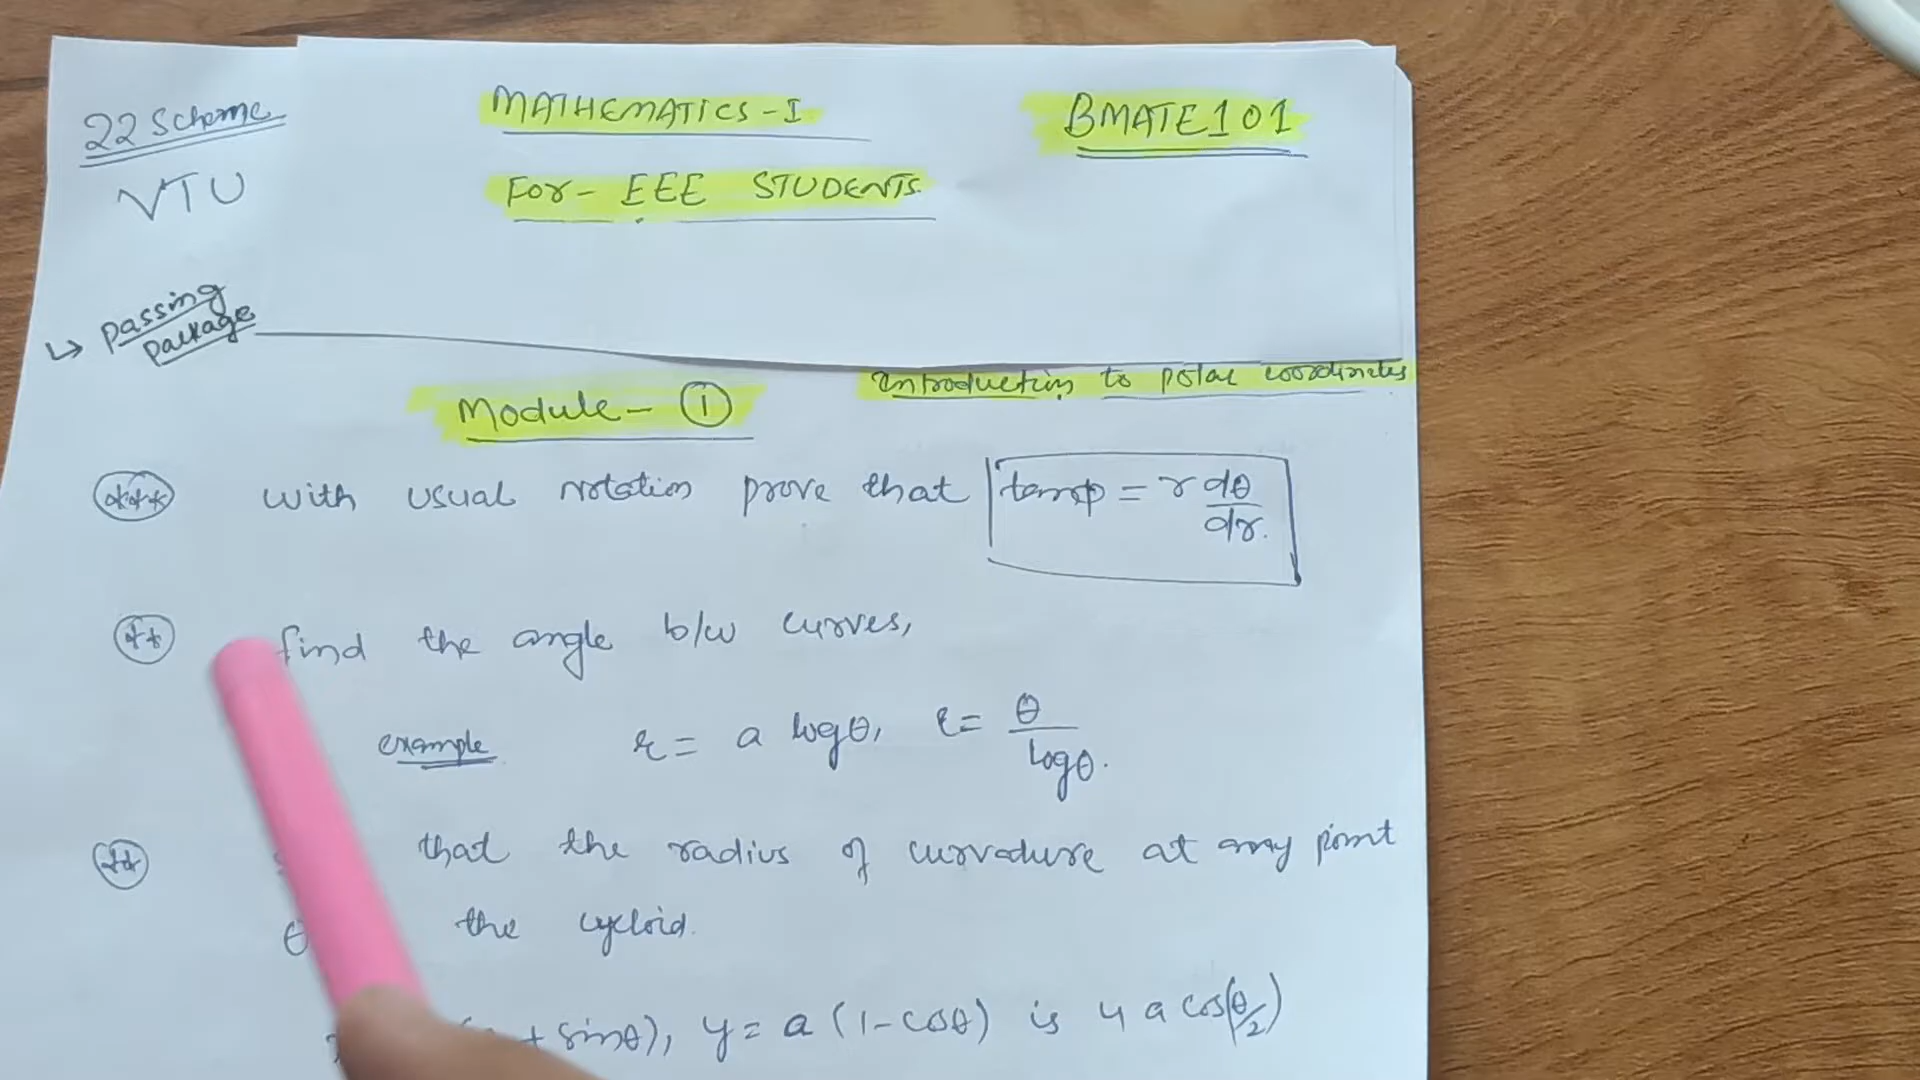 22 Scheme
VTU
MATHEMATICS-I
BMATE101
For- EEE STUDENTS.
↳ passing package
Module- ①
Introduction to polar coordinates
*** with usual notation prove that tanφ = r dθ/dr.
** find the angle b/w curves,
example r = a logθ, r = θ/logθ.
** that the radius of curvature at any point
θ the cycloid.
+ sinθ), y = a (1-cosθ) is 4 a cos(θ/2)